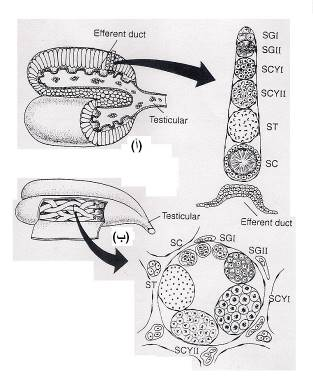 Efferent duct
SGI
SGII
SCYI
SCYII
ST
SC
Testicular
(أ)
Efferent duct
Testicular
(ب)
SGI
SC
SGII
ST
SCYI
SCYII